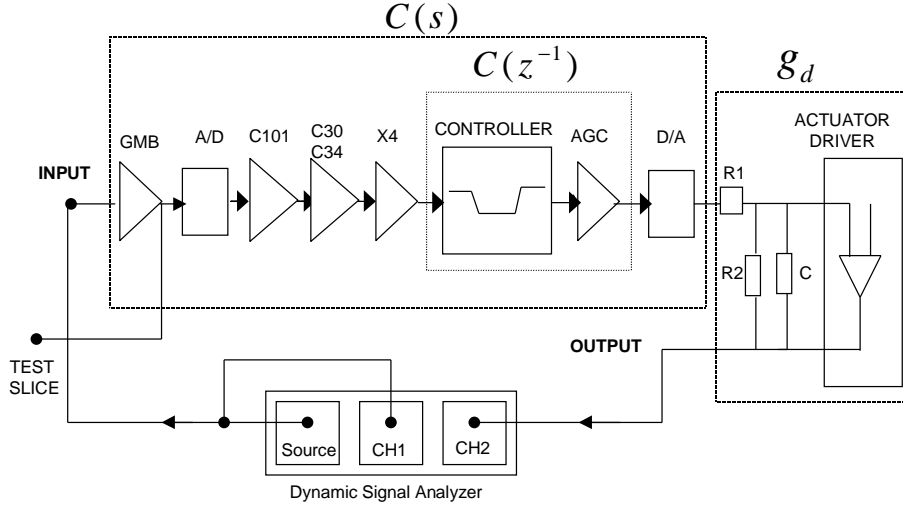 C(s)
C(z⁻¹)
g_d
GMB
A/D
C101
C30
C34
X4
CONTROLLER
AGC
D/A
ACTUATOR
DRIVER
INPUT
R1
R2
C
TEST
SLICE
OUTPUT
Source
CH1
CH2
Dynamic Signal Analyzer